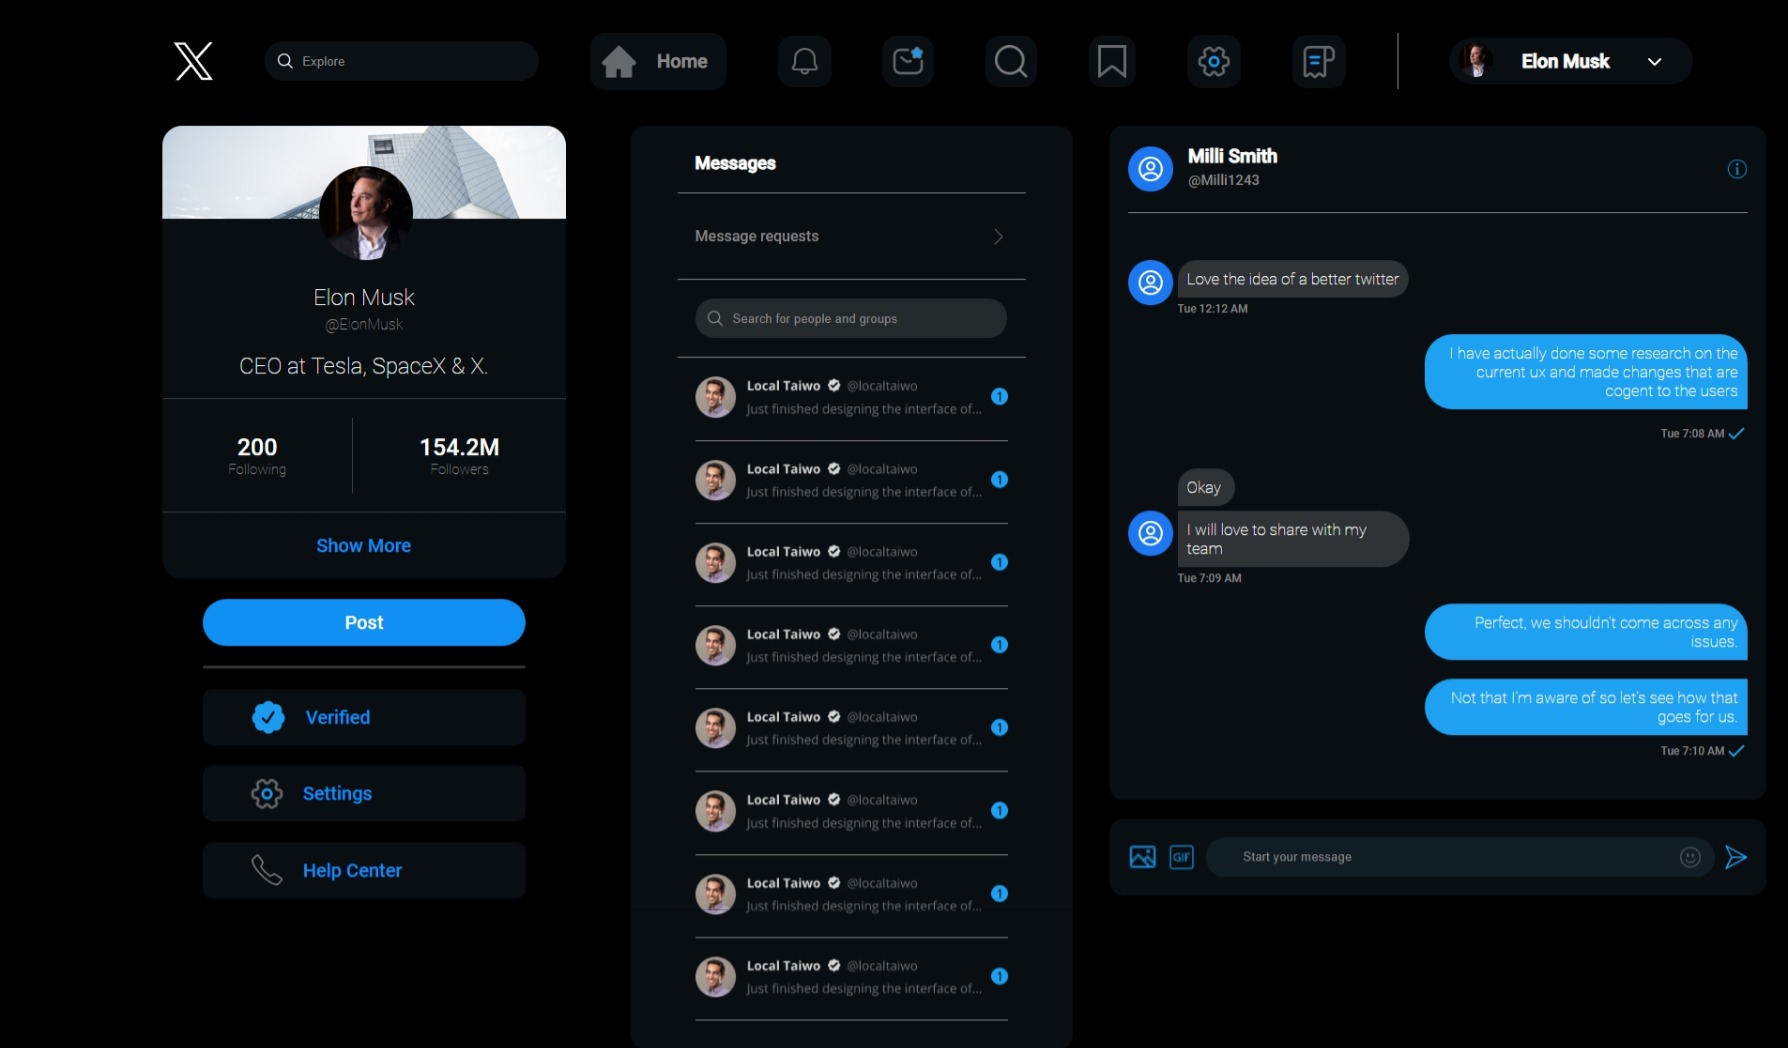 X
Explore
Home
Elon Musk
Elon Musk
@ElonMusk
CEO at Tesla, SpaceX & X.
200
Following
154.2M
Followers
Show More
Post
Verified
Settings
Help Center
Messages
Message requests
Search for people and groups
Local Taiwo @localtaiwo
Just finished designing the interface of...
1
Local Taiwo @localtaiwo
Just finished designing the interface of...
1
Local Taiwo @localtaiwo
Just finished designing the interface of...
1
Local Taiwo @localtaiwo
Just finished designing the interface of...
1
Local Taiwo @localtaiwo
Just finished designing the interface of...
1
Local Taiwo @localtaiwo
Just finished designing the interface of...
1
Local Taiwo @localtaiwo
Just finished designing the interface of...
1
Local Taiwo @localtaiwo
Just finished designing the interface of...
1
Milli Smith
@Milli1243
Love the idea of a better twitter
Tue 12:12 AM
I have actually done some research on the
current ux and made changes that are
cogent to the users
Tue 7:08 AM
Okay
I will love to share with my
team
Tue 7:09 AM
Perfect, we shouldn't come across any
issues.
Not that I'm aware of so let's see how that
goes for us.
Tue 7:10 AM
GIF
Start your message